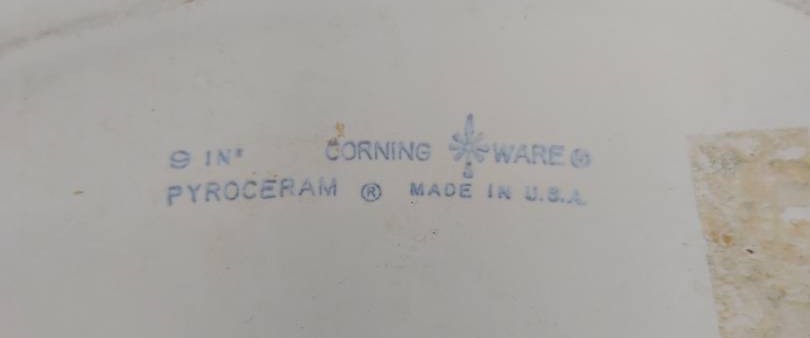 9 IN" CORNING WARE ®
PYROCERAM ® MADE IN U.S.A.